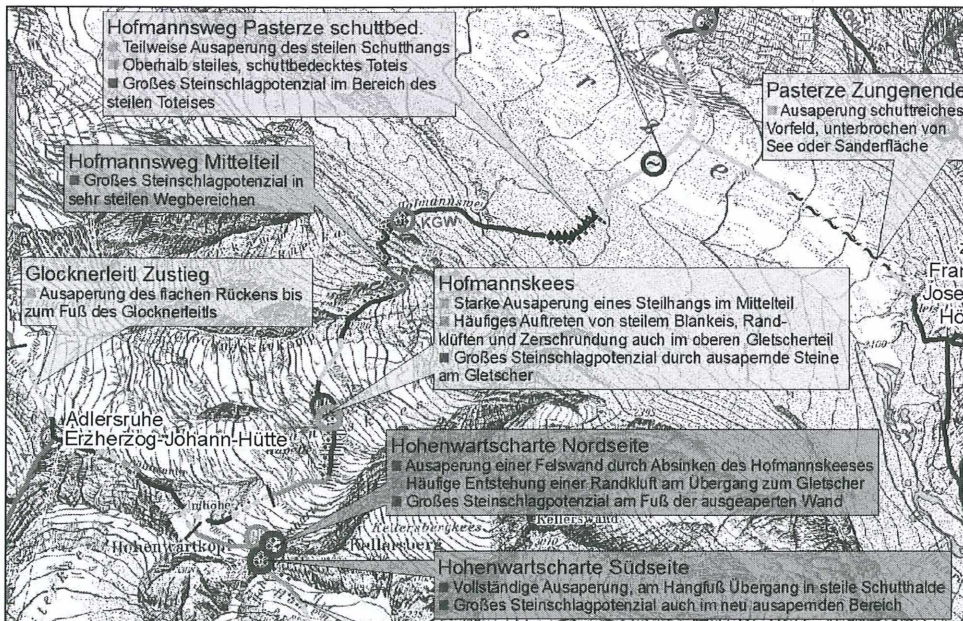 Hofmannsweg Pasterze schuttbed.
Teilweise Ausaperung des steilen Schutthangs
Oberhalb steiles, schuttbedecktes Toteis
Großes Steinschlagpotenzial im Bereich des
steilen Toteises
Pasterze Zungenende
Ausaperung schuttreiches
Vorfeld, unterbrochen von
See oder Sanderfläche
Hofmannsweg Mittelteil
Großes Steinschlagpotenzial in
sehr steilen Wegbereichen
KGW
Glocknerleitl Zustieg
Ausaperung des flachen Rückens bis
zum Fuß des Glocknerleitls
Hofmannskees
Starke Ausaperung eines Steilhangs im Mittelteil
Häufiges Auftreten von steilem Blankeis, Rand-
klüften und Zerschrundung auch im oberen Gletscherteil
Großes Steinschlagpotenzial durch ausapernde Steine
am Gletscher
Fran
Jose
Hö
2400
Adlersruhe
Erzherzog-Johann-Hütte
Hohenwartscharte Nordseite
Ausaperung einer Felswand durch Absinken des Hofmannskeeses
Häufige Entstehung einer Randkluft am Übergang zum Gletscher
Großes Steinschlagpotenzial am Fuß der ausgeaperten Wand
Kellersbergkees
Kellerswand
Hohenwartkopf
Kellersberg
Hohenwartscharte Südseite
Vollständige Ausaperung, am Hangfuß Übergang in steile Schutthalde
Großes Steinschlagpotenzial auch im neu ausapernden Bereich